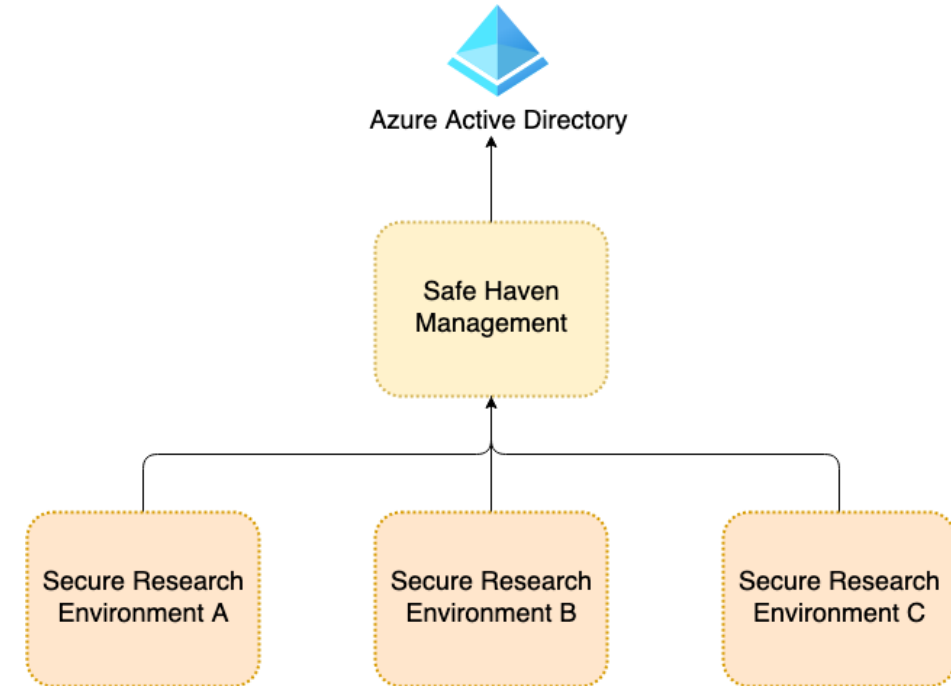 Azure Active Directory
Safe Haven
Management
Secure Research
Environment A
Secure Research
Environment B
Secure Research
Environment C